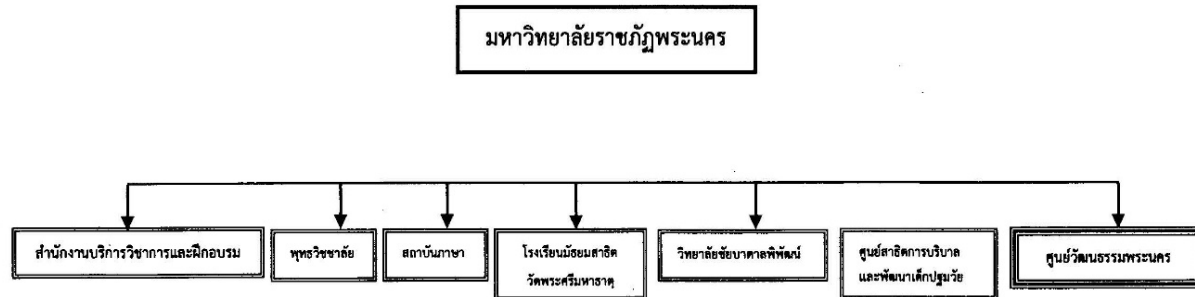 มหาวิทยาลัยราชภัฏพระนคร
สำนักงานบริการวิชาการและฝึกอบรม
พุทธวิชชาลัย
สถาบันภาษา
โรงเรียนมัธยมสาธิต
วัดพระศรีมหาธาตุ
วิทยาลัยชัยบาดาลพิพัฒน์
ศูนย์สาธิตการบริบาล
และพัฒนาเด็กปฐมวัย
ศูนย์วัฒนธรรมพระนคร